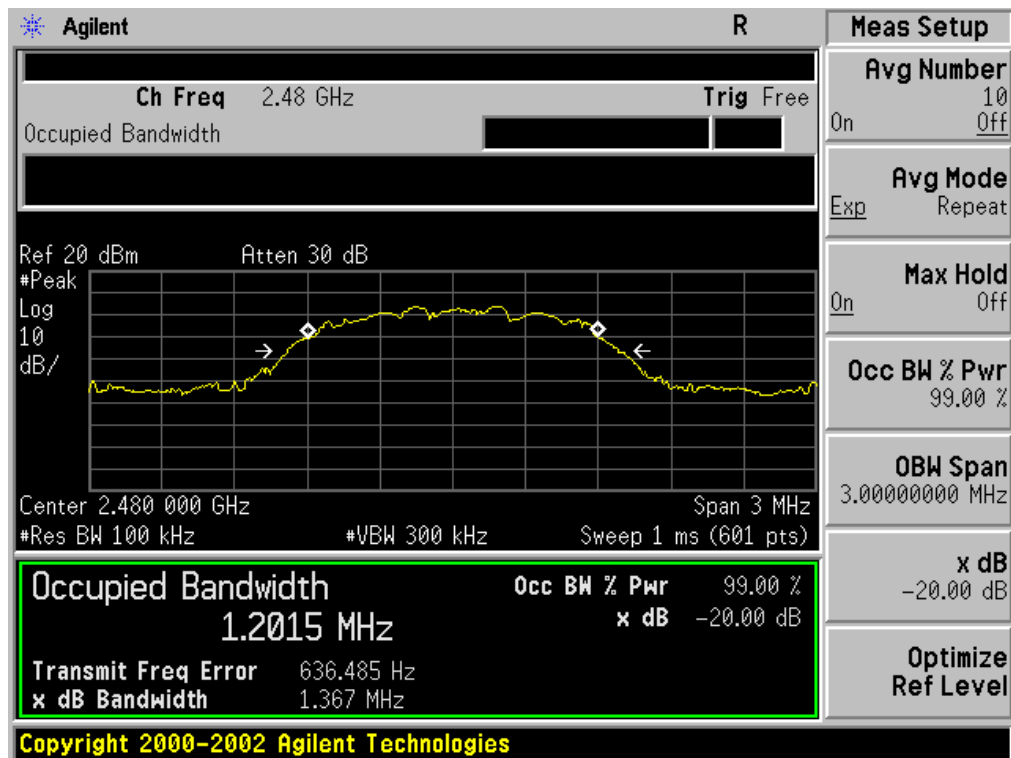 Agilent R Meas Setup
Ch Freq 2.48 GHz Trig Free
Occupied Bandwidth
Ref 20 dBm Atten 30 dB
#Peak
Log
10
dB/
Center 2.480 000 GHz Span 3 MHz
#Res BW 100 kHz #VBW 300 kHz Sweep 1 ms (601 pts)
Occupied Bandwidth Occ BW % Pwr 99.00 %
1.2015 MHz x dB -20.00 dB
Transmit Freq Error 636.485 Hz
x dB Bandwidth 1.367 MHz
Copyright 2000-2002 Agilent Technologies
Avg Number
10
On Off
Avg Mode
Exp Repeat
Max Hold
On Off
Occ BW % Pwr
99.00 %
OBW Span
3.00000000 MHz
x dB
-20.00 dB
Optimize
Ref Level